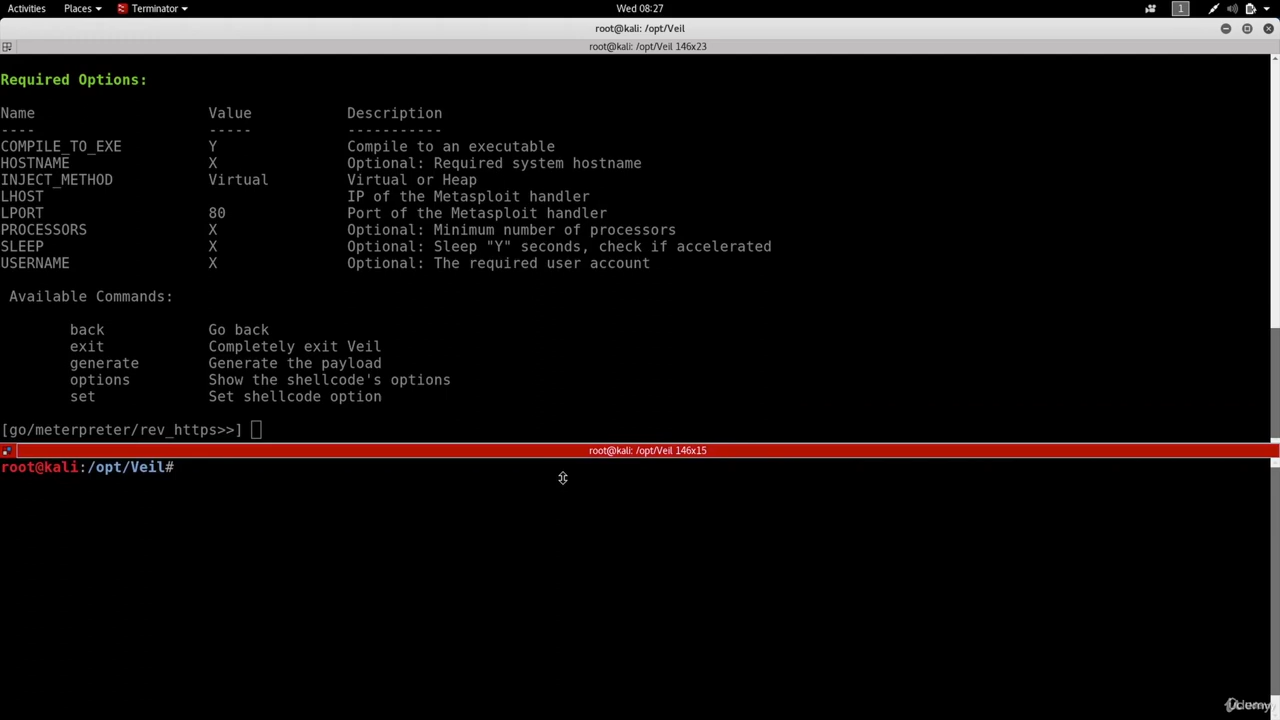 Activities Places Terminator Wed 08:27 1
root@kali: /opt/Veil
root@kali: /opt/Veil 146x23
Required Options:
Name Value Description
---- ----- -----------
COMPILE_TO_EXE Y Compile to an executable
HOSTNAME X Optional: Required system hostname
INJECT_METHOD Virtual Virtual or Heap
LHOST IP of the Metasploit handler
LPORT 80 Port of the Metasploit handler
PROCESSORS X Optional: Minimum number of processors
SLEEP X Optional: Sleep "Y" seconds, check if accelerated
USERNAME X Optional: The required user account
Available Commands:
back Go back
exit Completely exit Veil
generate Generate the payload
options Show the shellcode's options
set Set shellcode option
[go/meterpreter/rev_https>>]
root@kali: /opt/Veil 146x15
root@kali:/opt/Veil#
Udemy